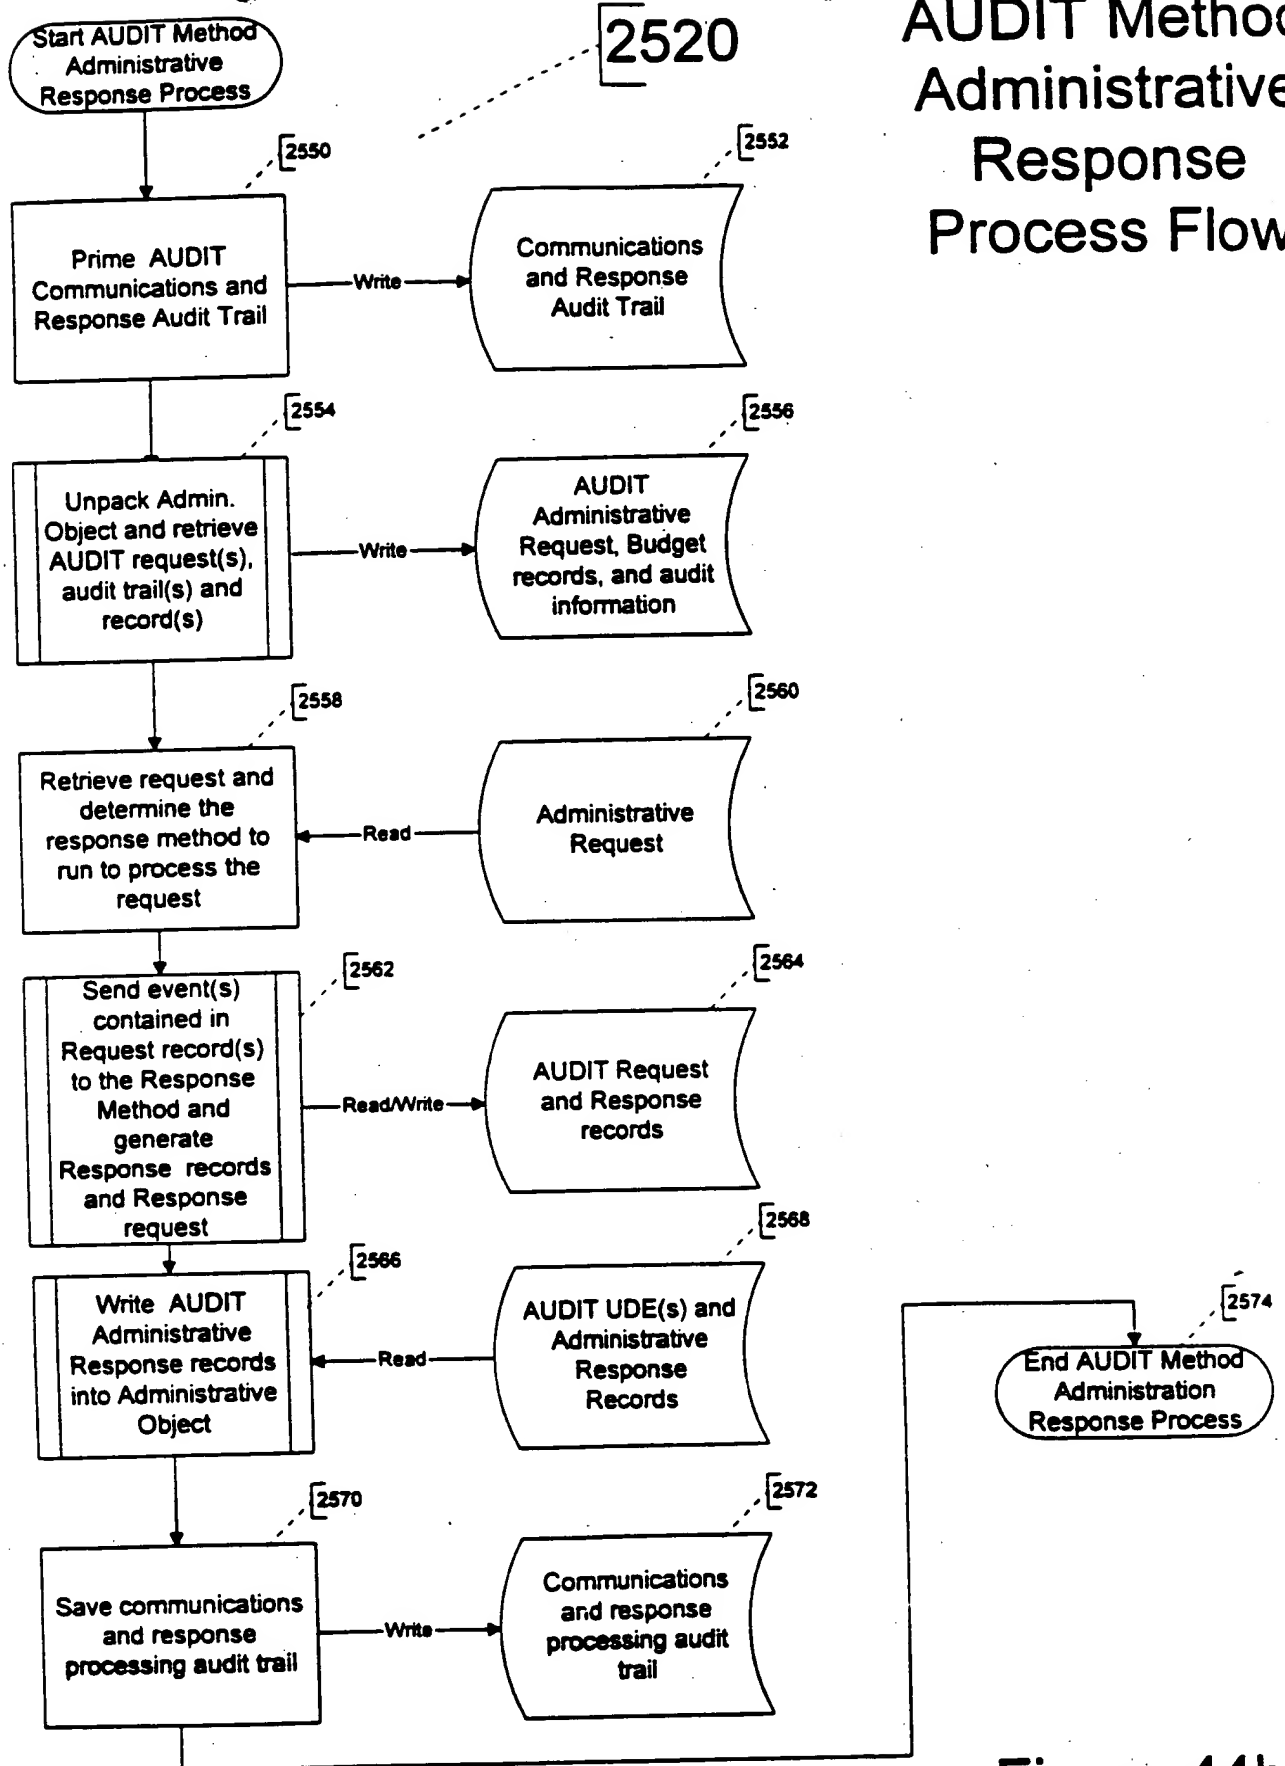 AUDIT Method
Administrative
Response
Process Flow
2520
Start AUDIT Method
Administrative
Response Process
2550
Prime AUDIT
Communications and
Response Audit Trail
Write
2552
Communications
and Response
Audit Trail
2554
Unpack Admin.
Object and retrieve
AUDIT request(s),
audit trail(s) and
record(s)
Write
2556
AUDIT
Administrative
Request, Budget
records, and audit
information
2558
Retrieve request and
determine the
response method to
run to process the
request
Read
2560
Administrative
Request
2562
Send event(s)
contained in
Request record(s)
to the Response
Method and
generate
Response records
and Response
request
Read/Write
2564
AUDIT Request
and Response
records
2566
Write AUDIT
Administrative
Response records
into Administrative
Object
Read
2568
AUDIT UDE(s) and
Administrative
Response
Records
2570
Save communications
and response
processing audit trail
Write
2572
Communications
and response
processing audit
trail
2574
End AUDIT Method
Administration
Response Process